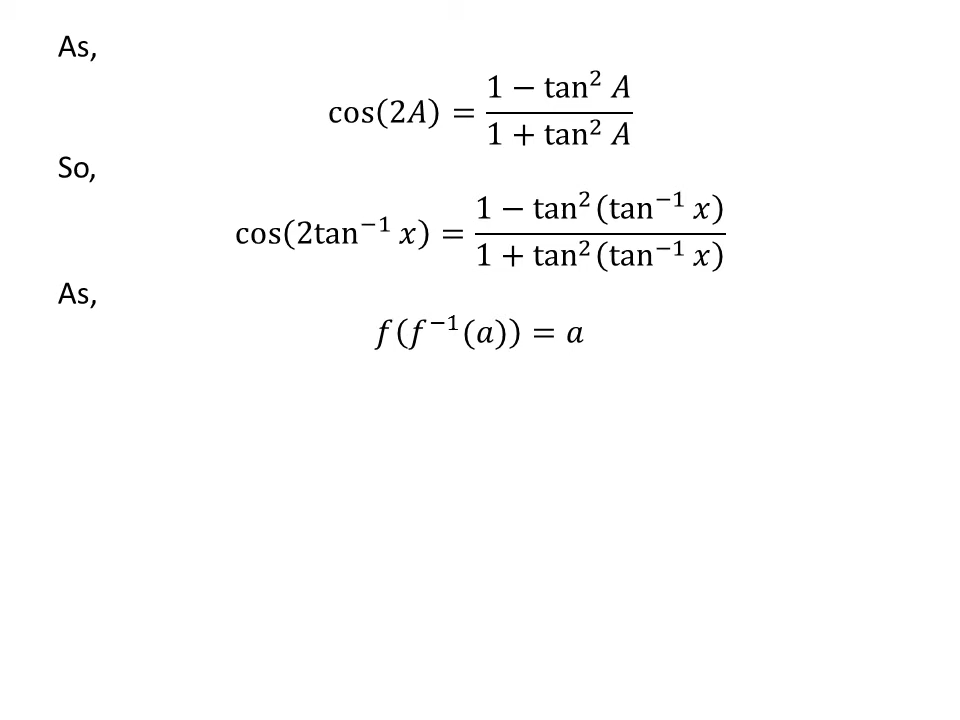 As,
cos(2𝐴) = (1 − tan² 𝐴)/(1 + tan² 𝐴)
So,
cos(2tan⁻¹ 𝑥) = (1 − tan² (tan⁻¹ 𝑥))/(1 + tan² (tan⁻¹ 𝑥))
As,
𝑓(𝑓⁻¹(𝑎)) = 𝑎